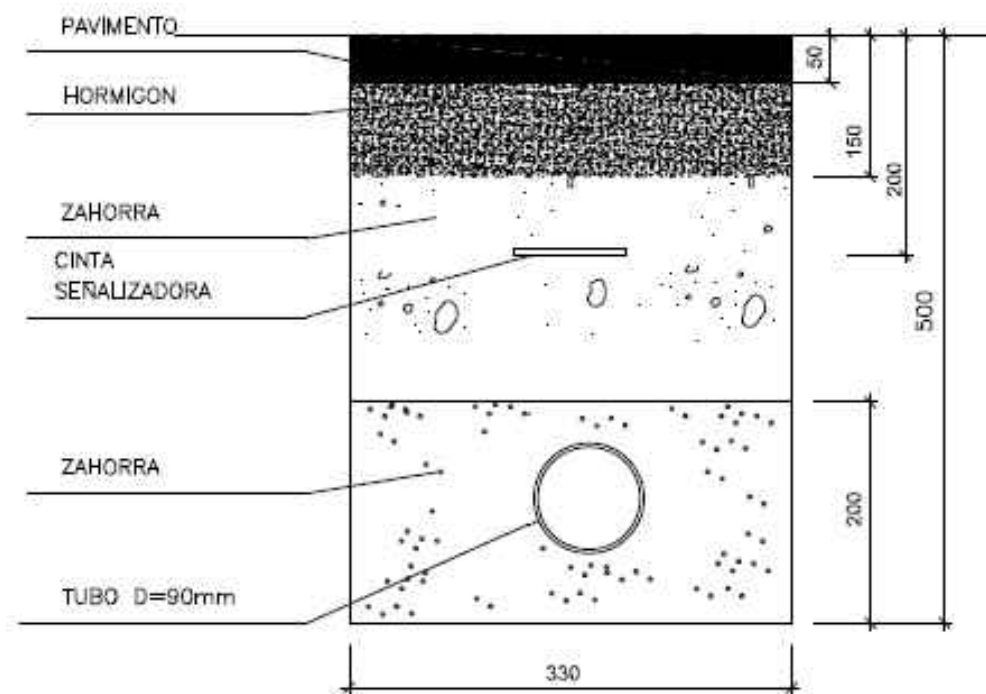 PAVIMENTO
HORMIGON
ZAHORRA
CINTA
SEÑALIZADORA
ZAHORRA
TUBO D=90mm
50
150
200
500
200
330